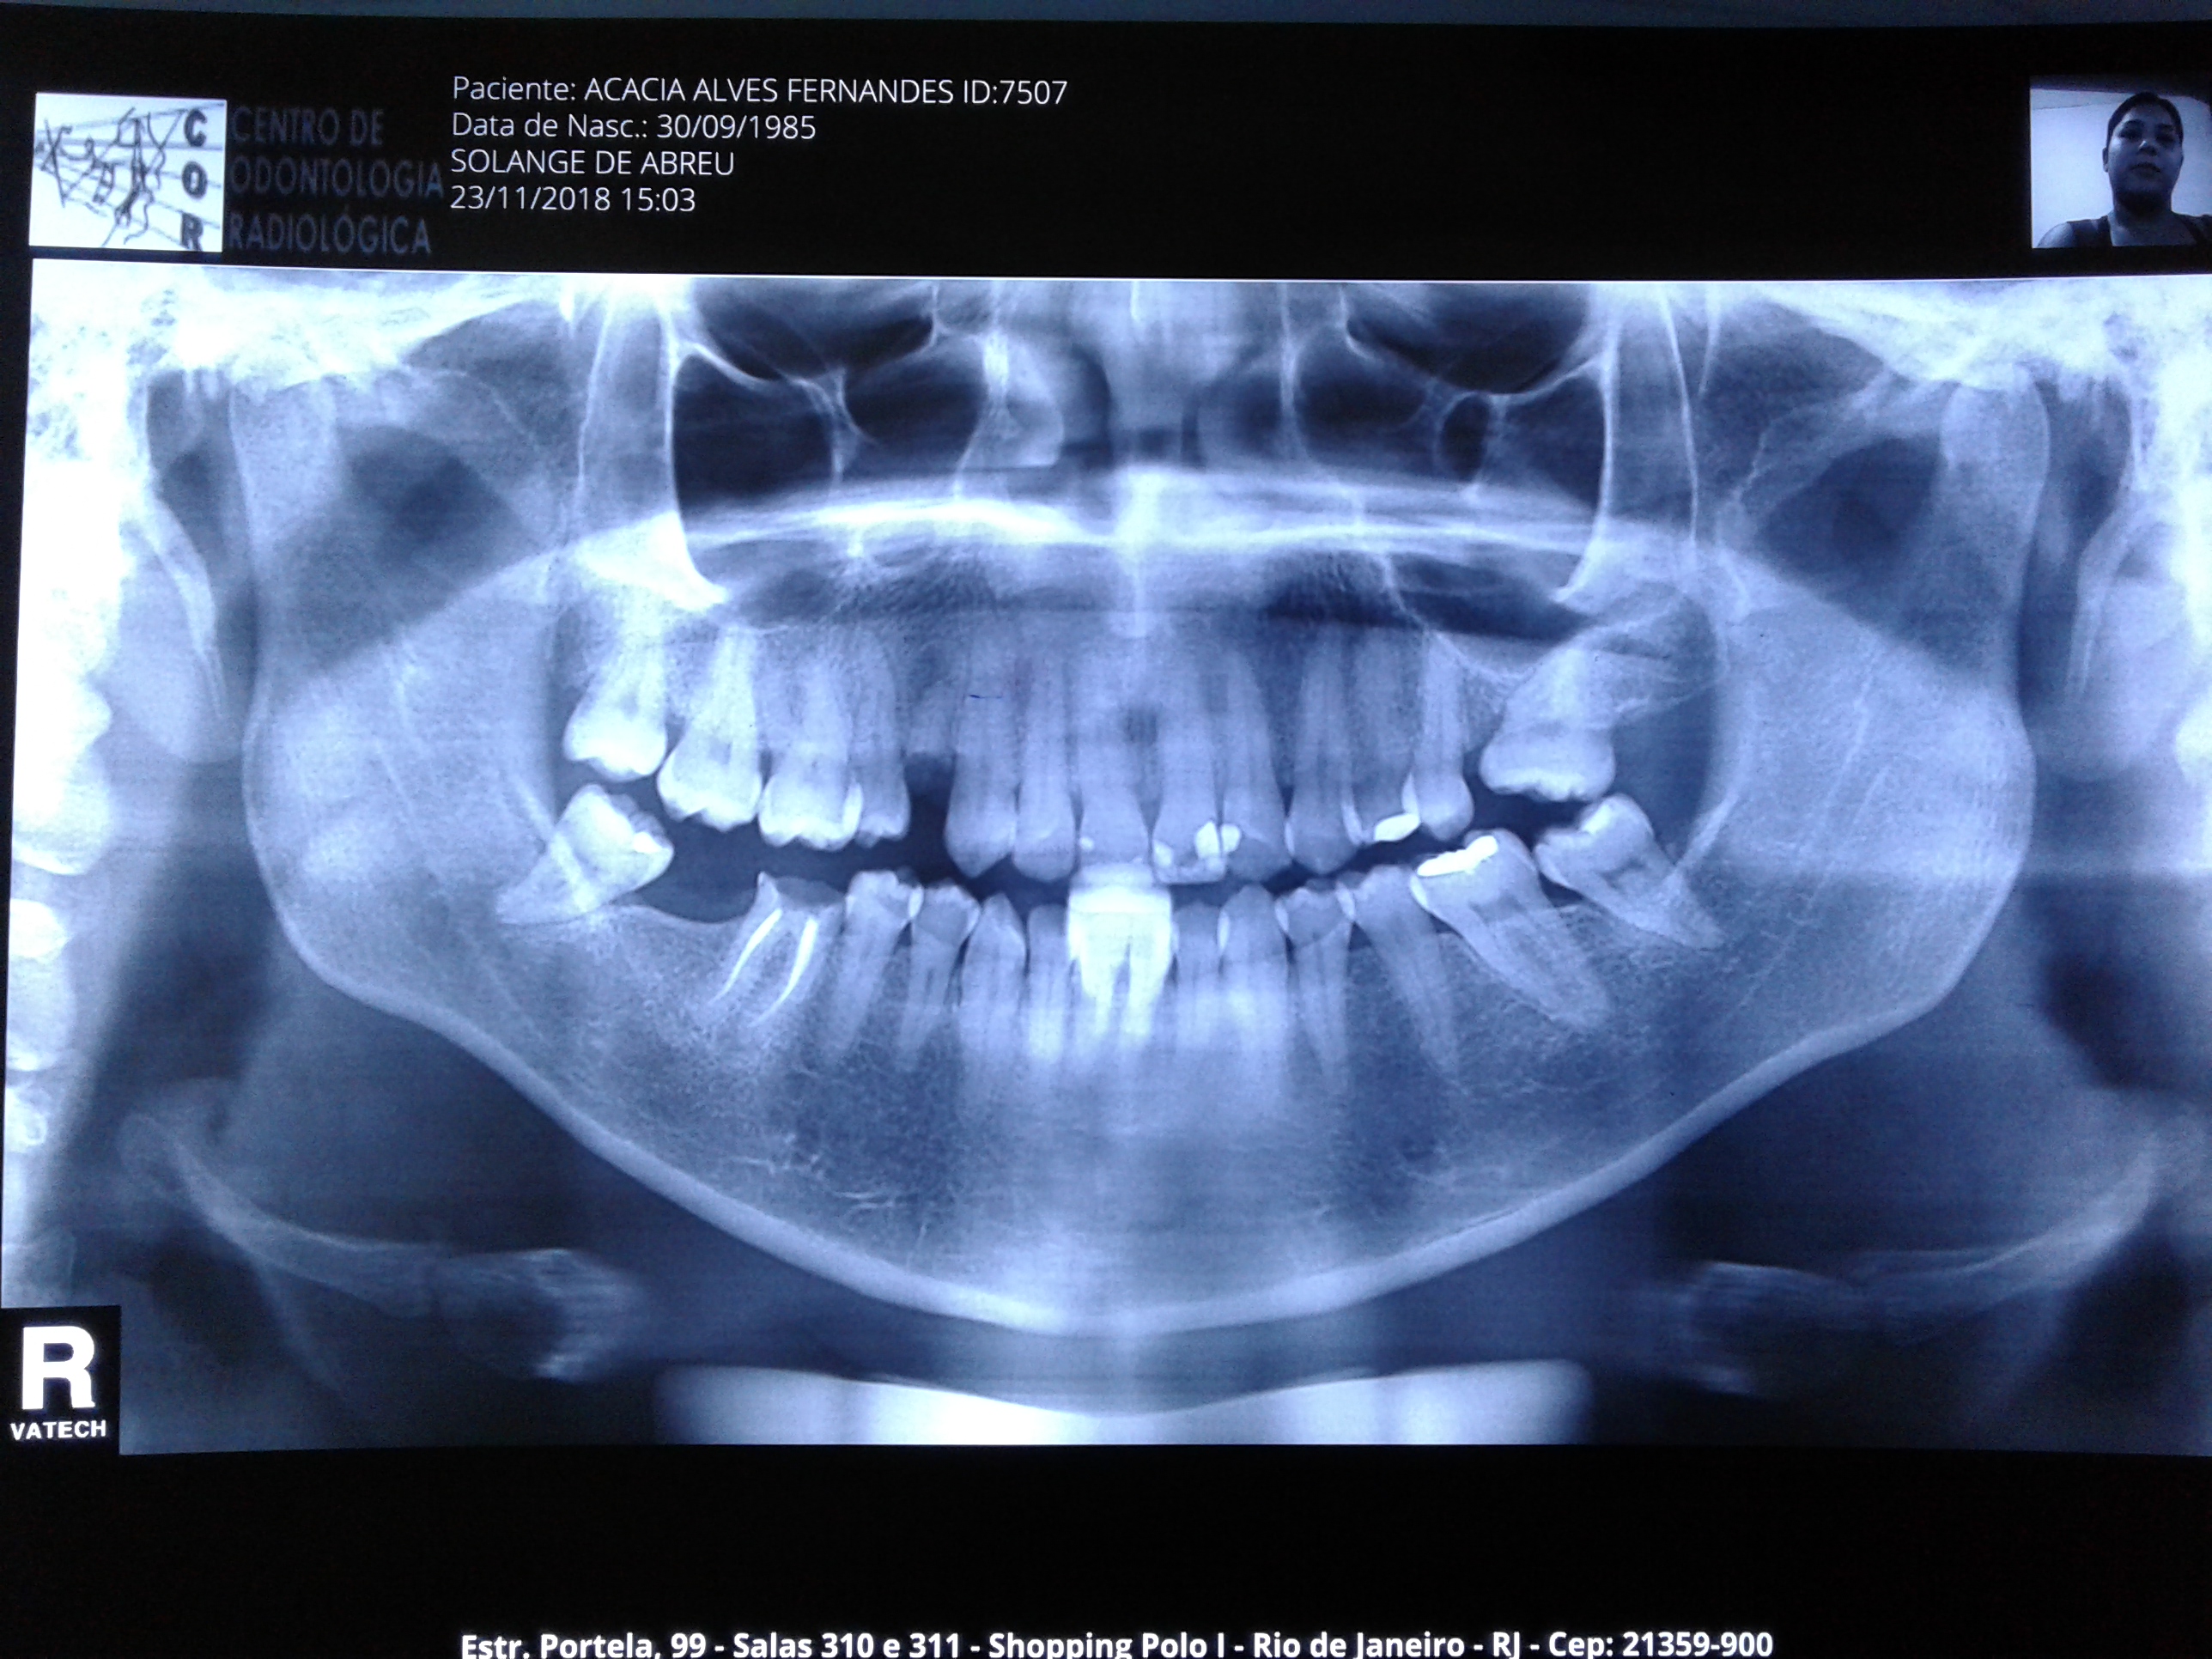 C
O
R
CENTRO DE
ODONTOLOGIA
RADIOLÓGICA
Paciente: ACACIA ALVES FERNANDES ID:7507
Data de Nasc.: 30/09/1985
SOLANGE DE ABREU
23/11/2018 15:03
R
VATECH
Estr. Portela, 99 - Salas 310 e 311 - Shopping Polo I - Rio de Janeiro - RJ - Cep: 21359-900